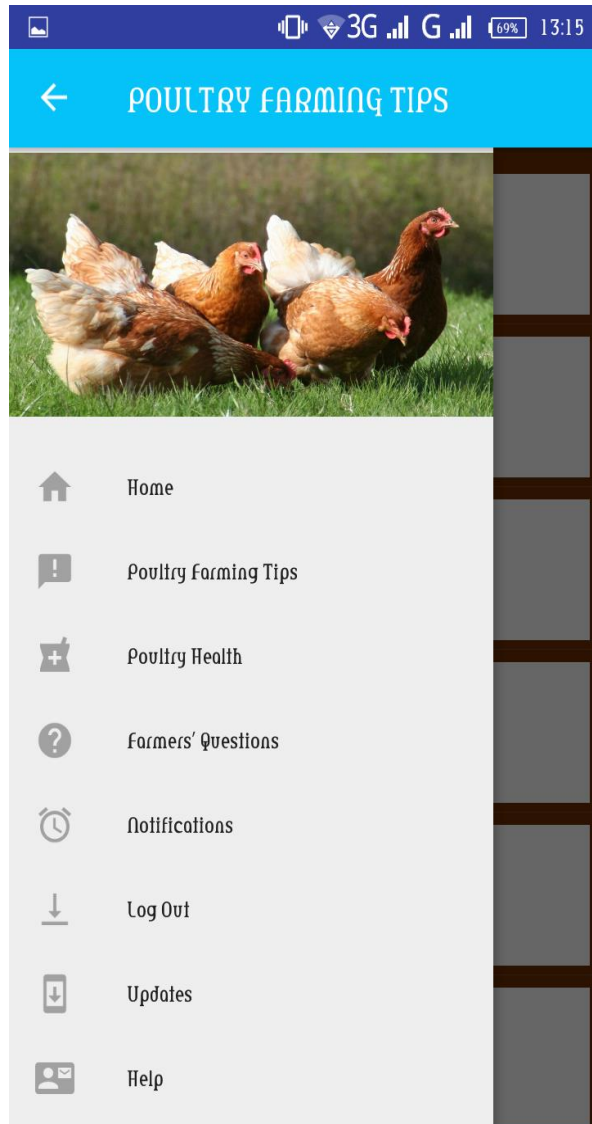 3G G 69% 13:15
POULTRY FARMING TIPS
Home
Poultry Farming Tips
Poultry Health
Farmers' Questions
Notifications
Log Out
Updates
Help